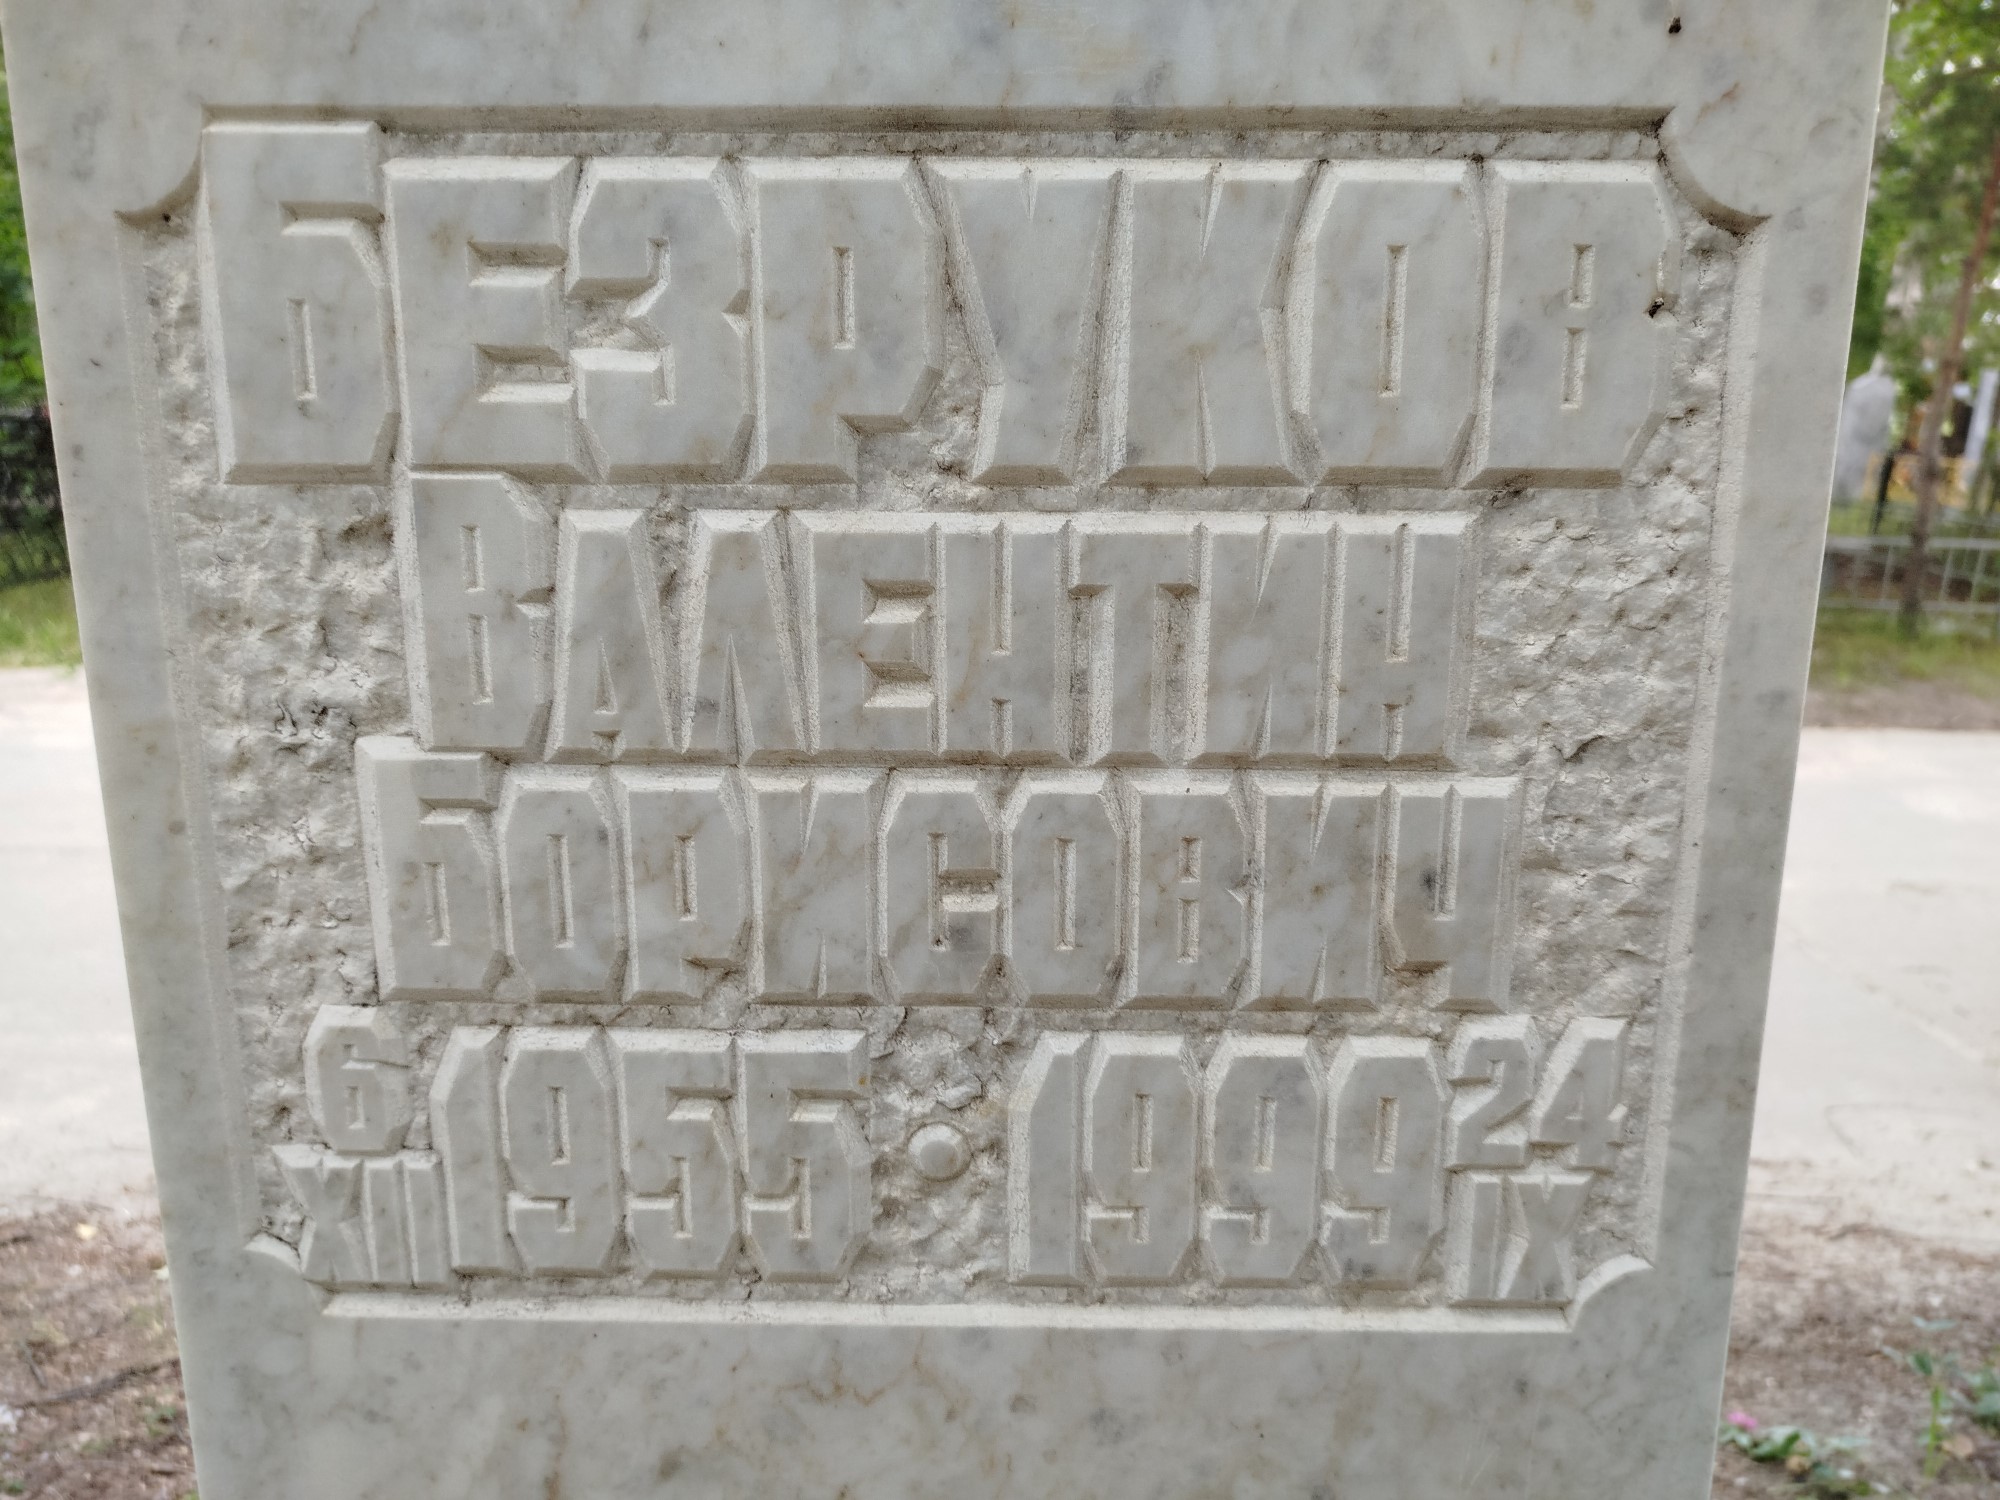 БЕЗРУКОВ
ВАЛЕНТИН
БОРИСОВИЧ
6 XII 1955 • 1999 24 IX